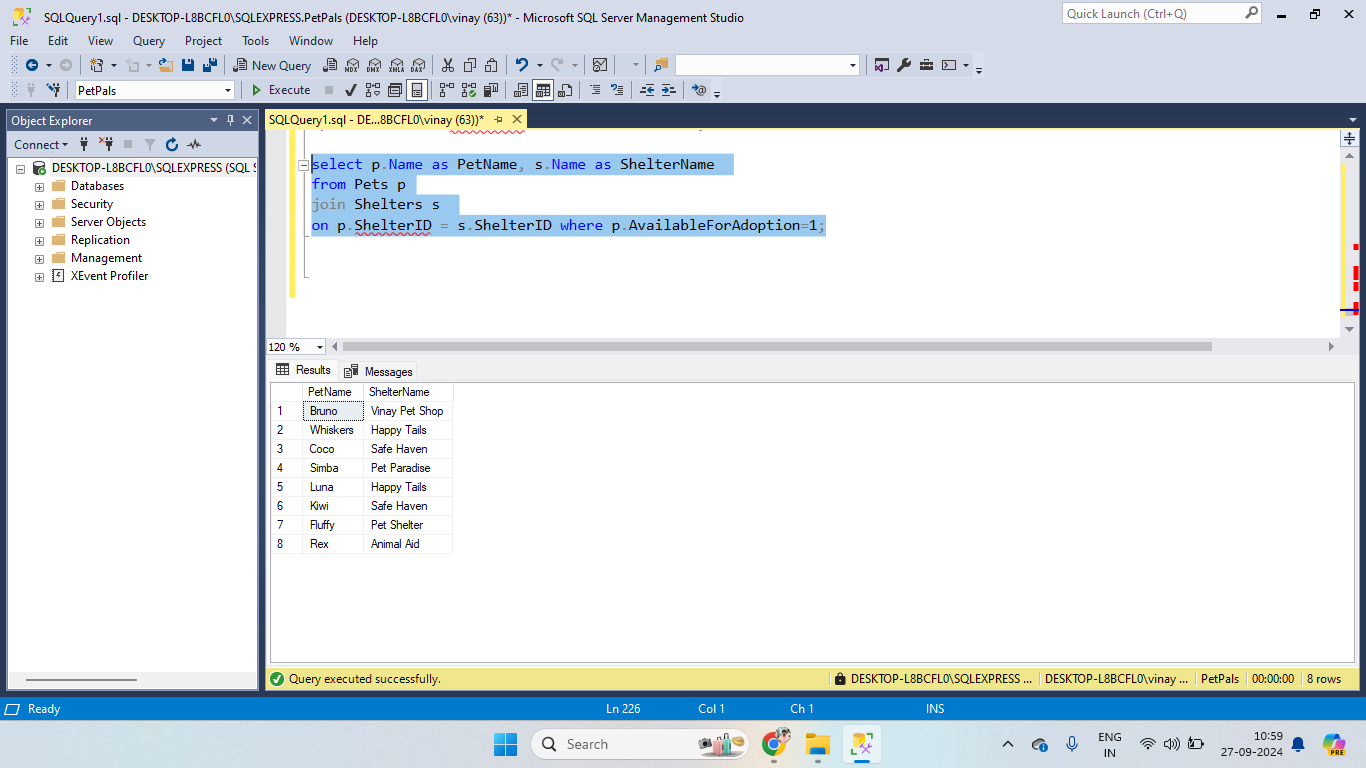 SQLQuery1.sql - DESKTOP-L8BCFL0\SQLEXPRESS.PetPals (DESKTOP-L8BCFL0\vinay (63))* - Microsoft SQL Server Management Studio
Quick Launch (Ctrl+Q)
File Edit View Query Project Tools Window Help
New Query
MDX DMX XMLA DAX
PetPals
Execute
Object Explorer
SQLQuery1.sql - DE...8BCFL0\vinay (63))*
Connect
DESKTOP-L8BCFL0\SQLEXPRESS (SQL S
Databases
Security
Server Objects
Replication
Management
XEvent Profiler
select p.Name as PetName, s.Name as ShelterName
from Pets p
join Shelters s
on p.ShelterID = s.ShelterID where p.AvailableForAdoption=1;
120 %
Results Messages
PetName ShelterName
1 Bruno Vinay Pet Shop
2 Whiskers Happy Tails
3 Coco Safe Haven
4 Simba Pet Paradise
5 Luna Happy Tails
6 Kiwi Safe Haven
7 Fluffy Pet Shelter
8 Rex Animal Aid
Query executed successfully.
DESKTOP-L8BCFL0\SQLEXPRESS ... DESKTOP-L8BCFL0\vinay ... PetPals 00:00:00 8 rows
Ready Ln 226 Col 1 Ch 1 INS
Search
ENG
IN
10:59
27-09-2024
PRE